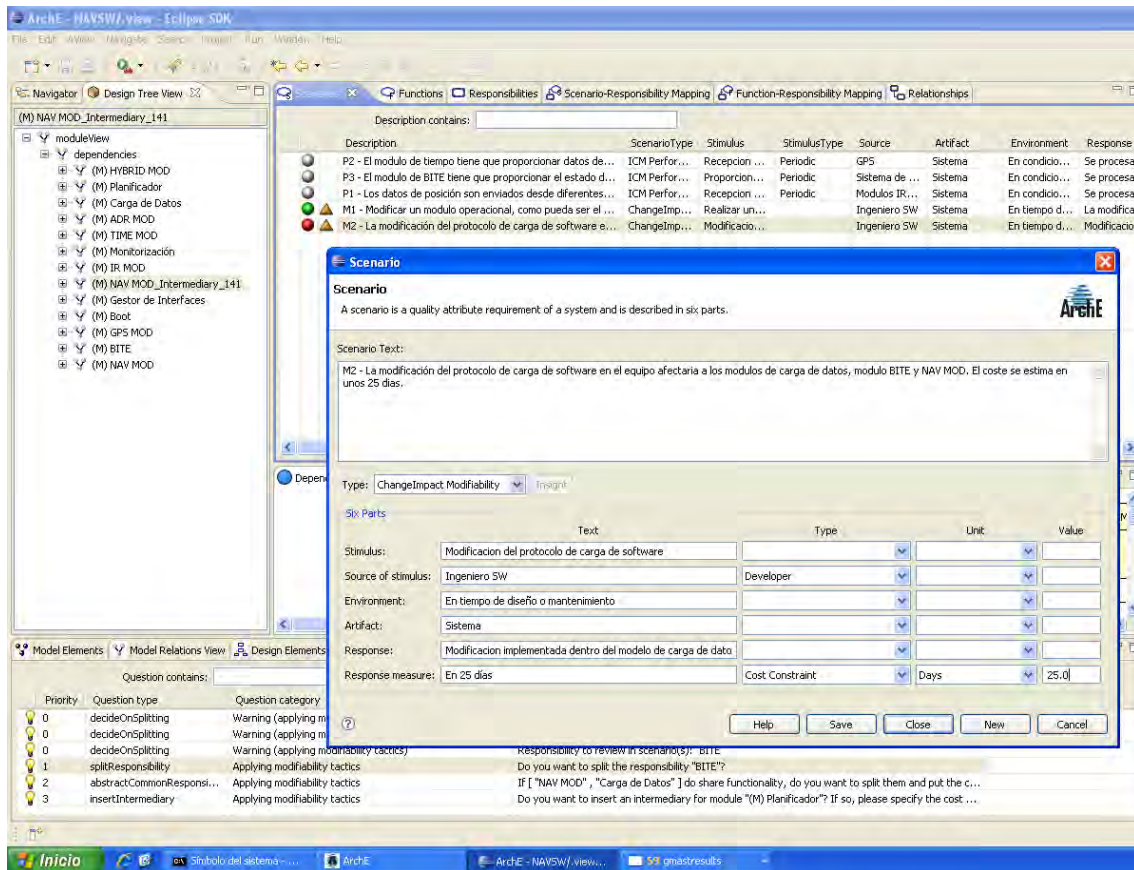 ArchE - NAVSW/.view - Eclipse SDK
File Edit Navigate Search Project Run Window Help
Navigator Design Tree View
(M) NAV MOD_Intermediary_141
moduleView
dependencies
(M) HYBRID MOD
(M) Planificador
(M) Carga de Datos
(M) ADR MOD
(M) TIME MOD
(M) Monitorización
(M) IR MOD
(M) NAV MOD_Intermediary_141
(M) Gestor de Interfaces
(M) Boot
(M) GPS MOD
(M) BITE
(M) NAV MOD
Functions Responsibilities Scenario-Responsibility Mapping Function-Responsibility Mapping Relationships
Description contains:
Description ScenarioType Stimulus StimulusType Source Artifact Environment Response
P2 - El modulo de tiempo tiene que proporcionar datos de... ICM Perfor... Recepcion ... Periodic GPS Sistema En condicio... Se procesa
P3 - El modulo de BITE tiene que proporcionar el estado d... ICM Perfor... Proporcion... Periodic Sistema de ... Sistema En condicio... Se procesa
P1 - Los datos de posición son enviados desde diferentes... ICM Perfor... Recepcion ... Periodic Modulos IR... Sistema En condicio... Se procesa
M1 - Modificar un modulo operacional, como pueda ser el ... ChangeImp... Realizar un... Ingeniero SW Sistema En tiempo d... La modifica
M2 - La modificación del protocolo de carga de software e... ChangeImp... Modificacio... Ingeniero SW Sistema En tiempo d... Modificacio
Depen
Scenario
Scenario
A scenario is a quality attribute requirement of a system and is described in six parts.
ArchE
Scenario Text:
M2 - La modificación del protocolo de carga de software en el equipo afectaria a los modulos de carga de datos, modulo BITE y NAV MOD. El coste se estima en
unos 25 dias.
Type: ChangeImpact Modifiability Insight
Six Parts
Text Type Unit Value
Stimulus: Modificacion del protocolo de carga de software
Source of stimulus: Ingeniero SW Developer
Environment: En tiempo de diseño o mantenimiento
Artifact: Sistema
Response: Modificacion implementada dentro del modelo de carga de dato
Response measure: En 25 días Cost Constraint Days 25.0
Help Save Close New Cancel
Model Elements Model Relations View Design Elements
Question contains:
Priority Question type Question category
0 decideOnSplitting Warning (applying m
0 decideOnSplitting Warning (applying m
0 decideOnSplitting Warning (applying modifiability tactics) Responsibility to review in scenario(s): "BITE"
1 splitResponsibility Applying modifiability tactics Do you want to split the responsibility "BITE"?
2 abstractCommonResponsi... Applying modifiability tactics If [ "NAV MOD" , "Carga de Datos" ] do share functionality, do you want to split them and put the c...
3 insertIntermediary Applying modifiability tactics Do you want to insert an intermediary for module "(M) Planificador"? If so, please specify the cost ...
Inicio Símbolo del sistema - ... ArchE ArchE - NAVSW/.view... gmastresults